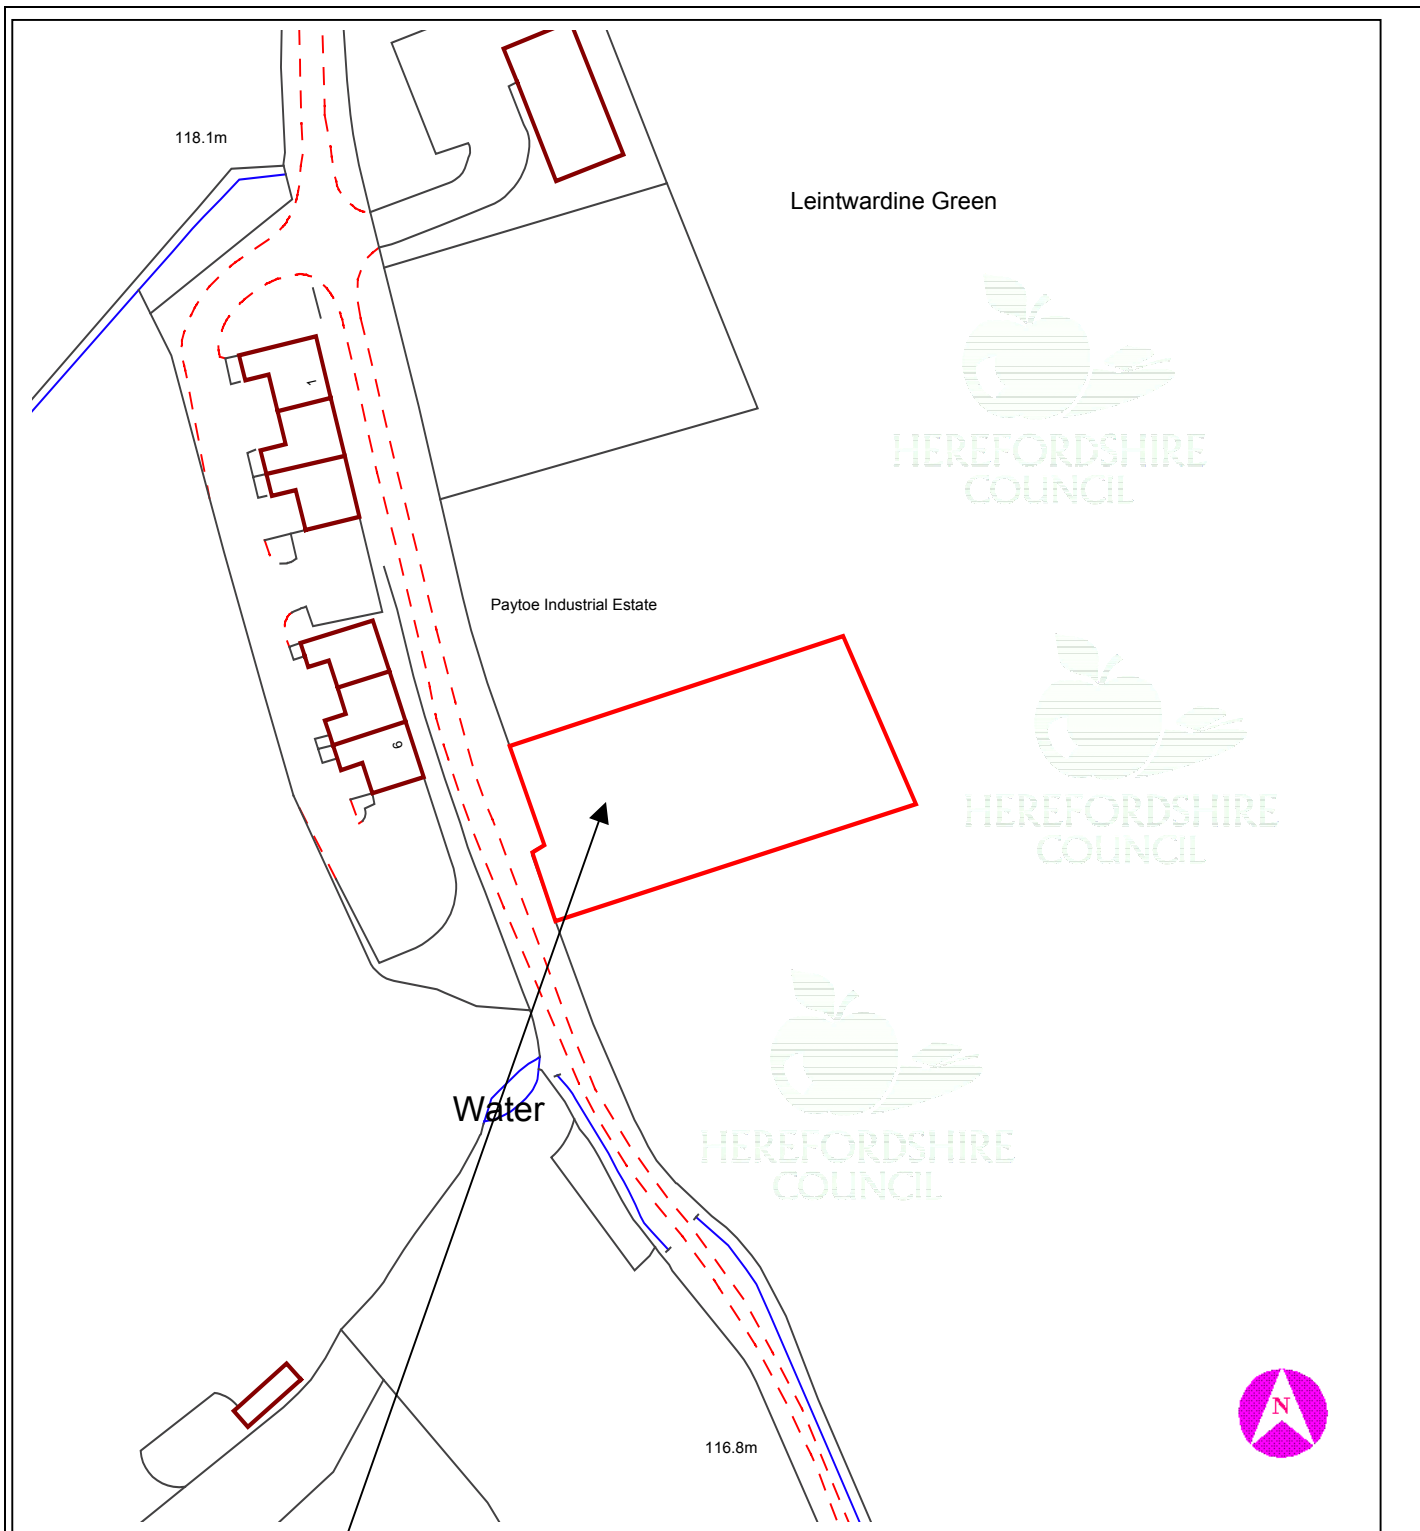 118.1m
Leintwardine Green
HEREFORDSHIRE
COUNCIL
1
Paytoe Industrial Estate
6
HEREFORDSHIRE
COUNCIL
Water
HEREFORDSHIRE
COUNCIL
N
116.8m